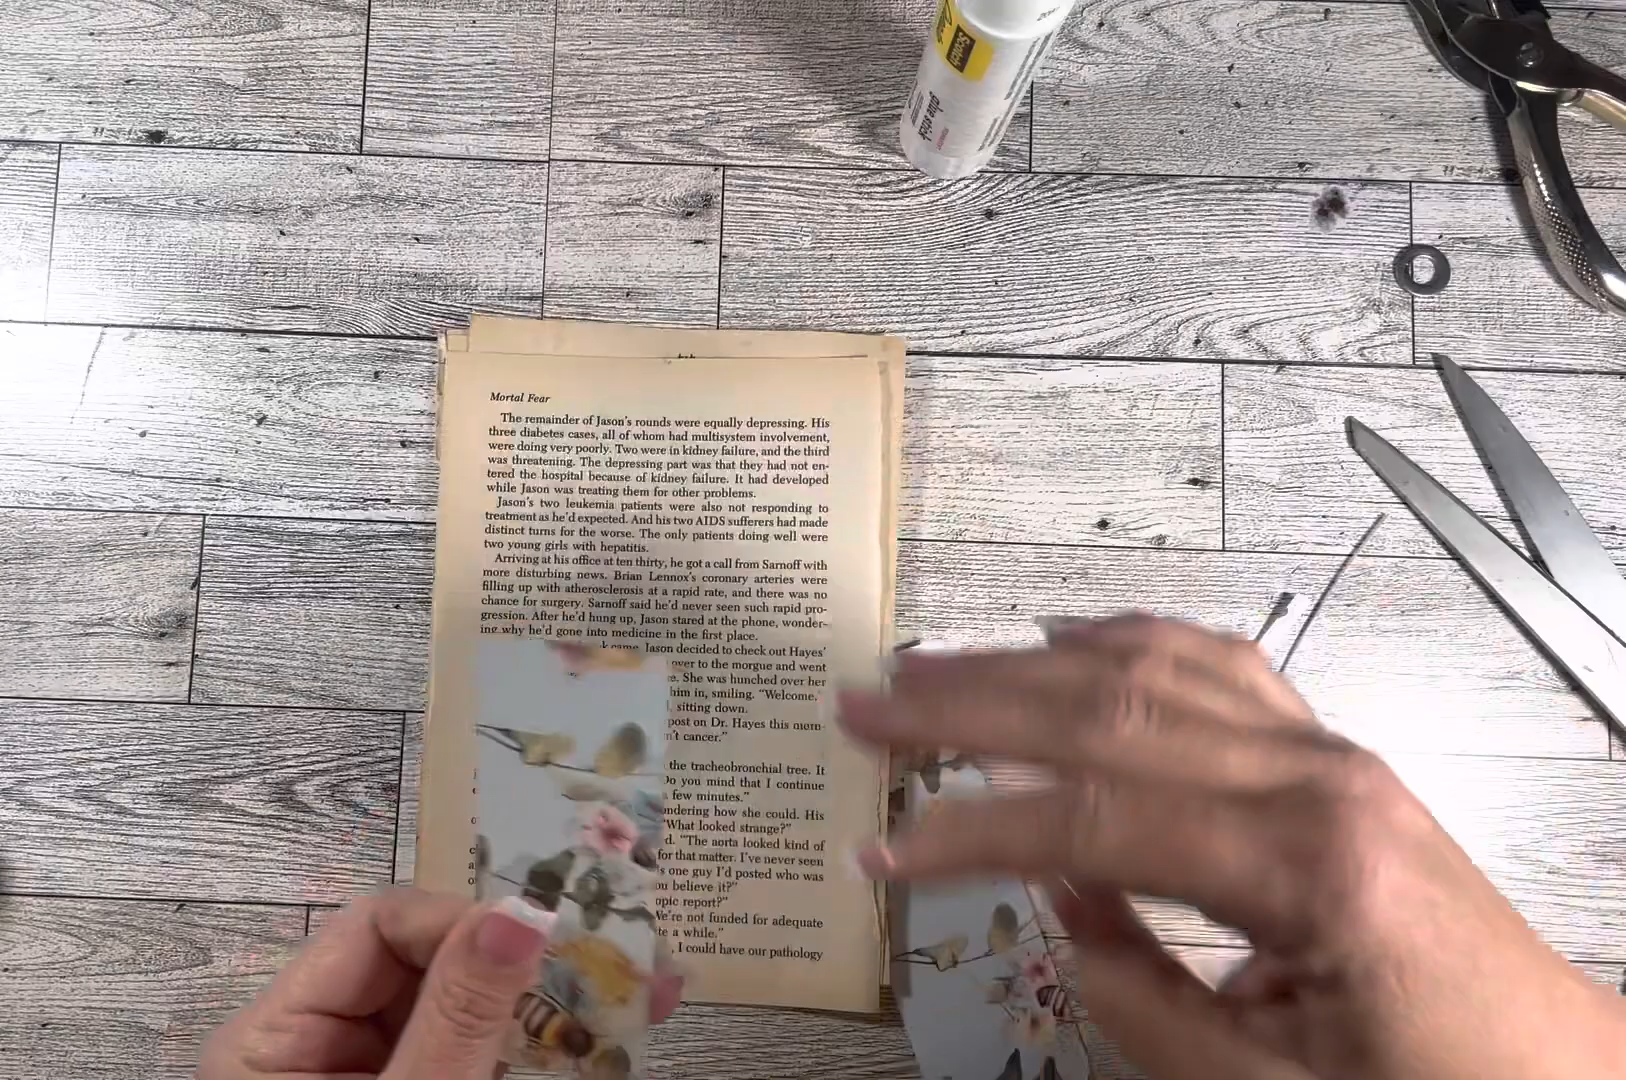 Scotch
glue stick
Mortal Fear
The remainder of Jason's rounds were equally depressing. His
three diabetes cases, all of whom had multisystem involvement,
were doing very poorly. Two were in kidney failure, and the third
was threatening. The depressing part was that they had not en-
tered the hospital because of kidney failure. It had developed
while Jason was treating them for other problems.
Jason's two leukemia patients were also not responding to
treatment as he'd expected. And his two AIDS sufferers had made
distinct turns for the worse. The only patients doing well were
two young girls with hepatitis.
Arriving at his office at ten thirty, he got a call from Sarnoff with
more disturbing news. Brian Lennox's coronary arteries were
filling up with atherosclerosis at a rapid rate, and there was no
chance for surgery. Sarnoff said he'd never seen such rapid pro-
gression. After he'd hung up, Jason stared at the phone, wonder-
ing why he'd gone into medicine in the first place.
came, Jason decided to check out Hayes'
over to the morgue and went
She was hunched over her
him in, smiling. "Welcome,"
sitting down.
post on Dr. Hayes this morn-
cancer."
the tracheobronchial tree. It
Do you mind that I continue
few minutes."
wondering how she could. His
"What looked strange?"
"The aorta looked kind of
for that matter. I've never seen
one guy I'd posted who was
you believe it?"
report?"
We're not funded for adequate
a while."
I could have our pathology